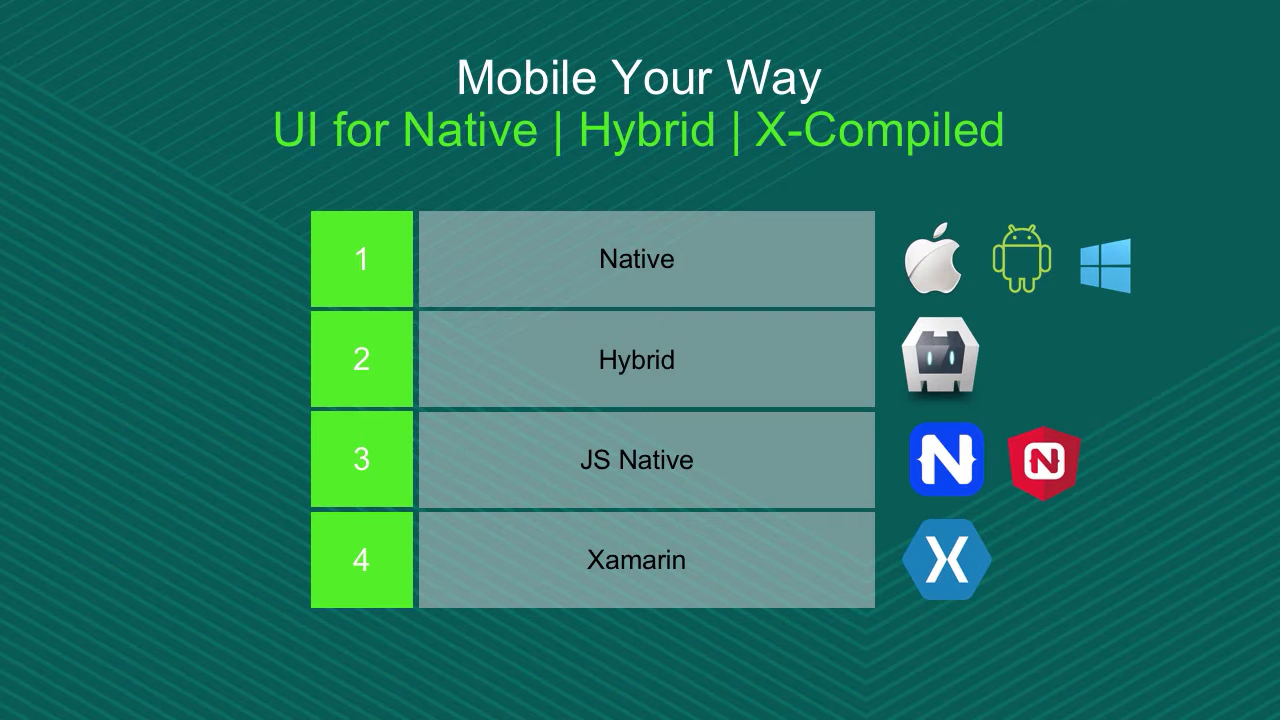 Mobile Your Way
UI for Native | Hybrid | X-Compiled
1 Native
2 Hybrid
3 JS Native
4 Xamarin